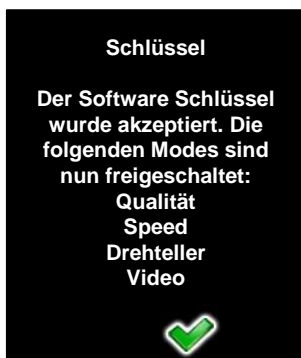 Schlüssel
Der Software Schlüssel
wurde akzeptiert. Die
folgenden Modes sind
nun freigeschaltet:
Qualität
Speed
Drehteller
Video